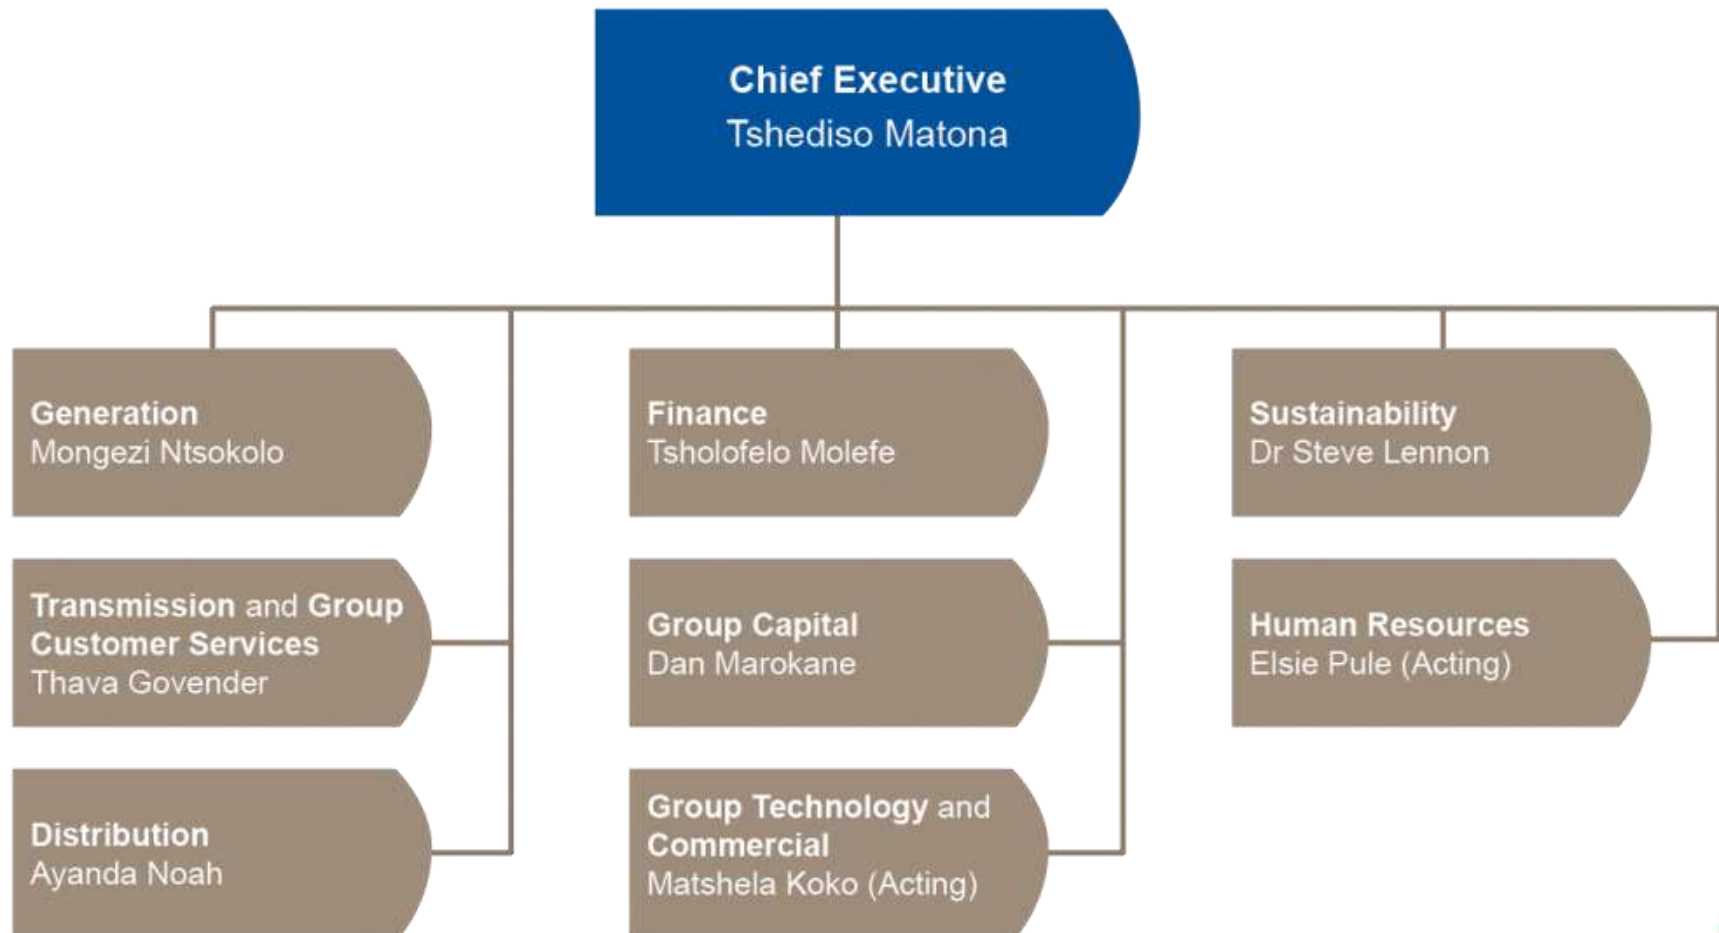 Chief Executive
Tshediso Matona
Generation
Mongezi Ntsokolo
Finance
Tsholofelo Molefe
Sustainability
Dr Steve Lennon
Transmission and Group
Customer Services
Thava Govender
Group Capital
Dan Marokane
Human Resources
Elsie Pule (Acting)
Distribution
Ayanda Noah
Group Technology and
Commercial
Matshela Koko (Acting)